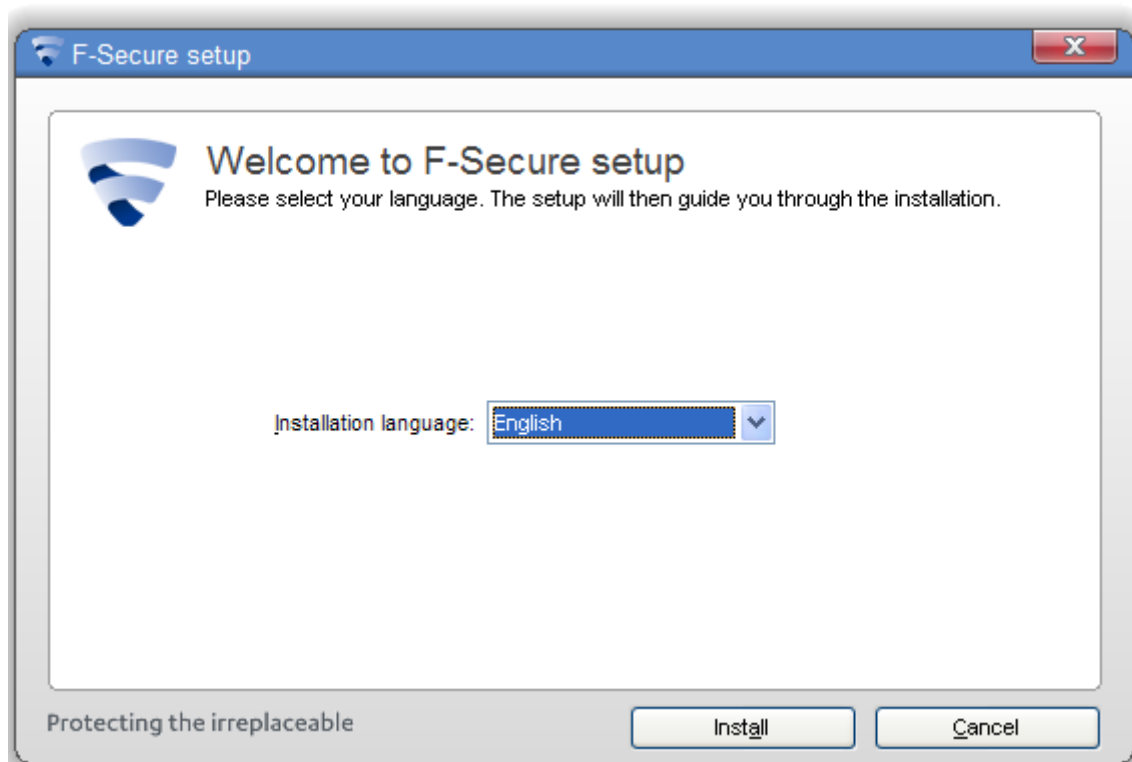 F-Secure setup
Welcome to F-Secure setup
Please select your language. The setup will then guide you through the installation.
Installation language: English
Protecting the irreplaceable
Install
Cancel